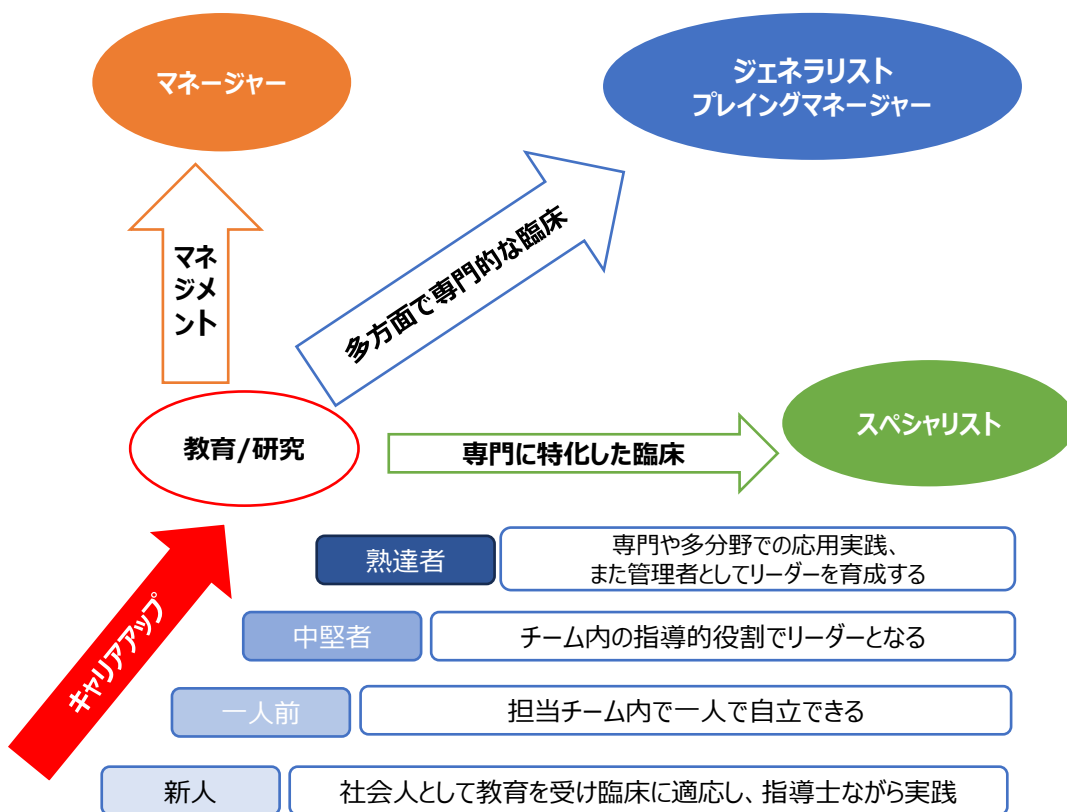 マネージャー
ジェネラリスト
プレイングマネージャー
マネ
ジメ
ント
多方面で専門的な臨床
教育/研究
専門に特化した臨床
スペシャリスト
キャリアアップ
熟達者
専門や多分野での応用実践、
また管理者としてリーダーを育成する
中堅者
チーム内の指導的役割でリーダーとなる
一人前
担当チーム内で一人で自立できる
新人
社会人として教育を受け臨床に適応し、指導士ながら実践